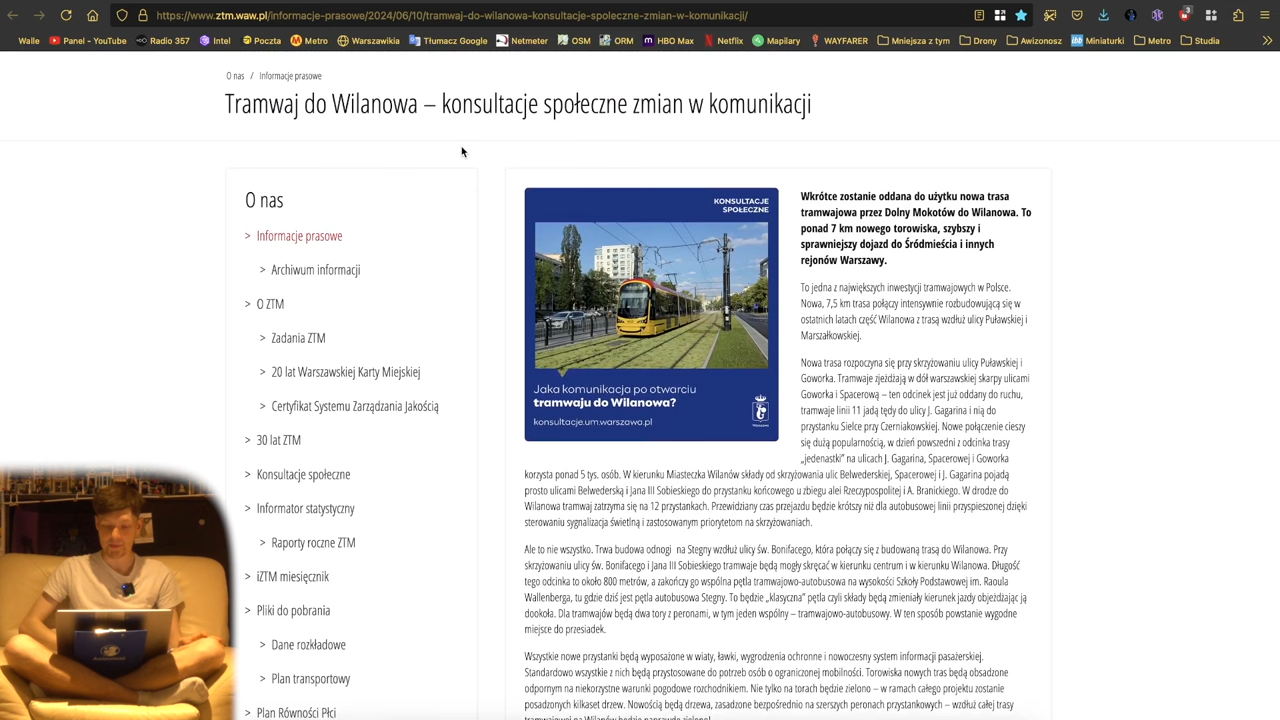 https://www.ztm.waw.pl/informacje-prasowe/2024/06/10/tramwaj-do-wilanowa-konsultacje-spoleczne-zmian-w-komunikacji/
3
Walle Panel - YouTube Radio 357 Intel Poczta Metro Warszawikia Tłumacz Google Netmeter OSM ORM HBO Max Netflix Mapilary WAYFARER Mniejsza z tym Drony Awizonosz Miniaturki Metro Studia
O nas / Informacje prasowe
Tramwaj do Wilanowa – konsultacje społeczne zmian w komunikacji
O nas
> Informacje prasowe
> Archiwum informacji
> O ZTM
> Zadania ZTM
> 20 lat Warszawskiej Karty Miejskiej
> Certyfikat Systemu Zarządzania Jakością
> 30 lat ZTM
> Konsultacje społeczne
> Informator statystyczny
> Raporty roczne ZTM
> iZTM miesięcznik
> Pliki do pobrania
> Dane rozkładowe
> Plan transportowy
> Plan Równości Płci
KONSULTACJE
SPOŁECZNE
Jaka komunikacja po otwarciu
tramwaju do Wilanowa?
konsultacje.um.warszawa.pl
Wkrótce zostanie oddana do użytku nowa trasa
tramwajowa przez Dolny Mokotów do Wilanowa. To
ponad 7 km nowego torowiska, szybszy i
sprawniejszy dojazd do Śródmieścia i innych
rejonów Warszawy.
To jedna z największych inwestycji tramwajowych w Polsce.
Nowa, 7,5 km trasa połączy intensywnie rozbudowującą się w
ostatnich latach część Wilanowa z trasą wzdłuż ulicy Puławskiej i
Marszałkowskiej.
Nowa trasa rozpoczyna się przy skrzyżowaniu ulicy Puławskiej i
Goworka. Tramwaje zjeżdżają w dół warszawskiej skarpy ulicami
Goworka i Spacerową – ten odcinek jest już oddany do ruchu,
tramwaje linii 11 jadą tędy do ulicy J. Gagarina i nią do
przystanku Sielce przy Czerniakowskiej. Nowe połączenie cieszy
się dużą popularnością, w dzień powszedni z odcinka trasy
„jedenastki” na ulicach J. Gagarina, Spacerowej i Goworka
korzysta ponad 5 tys. osób. W kierunku Miasteczka Wilanów składy od skrzyżowania ulic Belwederskiej, Spacerowej i J. Gagarina pojadą
prosto ulicami Belwederską i Jana III Sobieskiego do przystanku końcowego u zbiegu alei Rzeczypospolitej i A. Branickiego. W drodze do
Wilanowa tramwaj zatrzyma się na 12 przystankach. Przewidziany czas przejazdu będzie krótszy niż dla autobusowej linii przyspieszonej dzięki
sterowaniu sygnalizacja świetlną i zastosowanym priorytetom na skrzyżowaniach.
Ale to nie wszystko. Trwa budowa odnogi na Stegny wzdłuż ulicy św. Bonifacego, która połączy się z budowaną trasą do Wilanowa. Przy
skrzyżowaniu ulicy św. Bonifacego i Jana III Sobieskiego tramwaje będą mogły skręcać w kierunku centrum i w kierunku Wilanowa. Długość
tego odcinka to około 800 metrów, a zakończy go wspólna pętla tramwajowo-autobusowa na wysokości Szkoły Podstawowej im. Raoula
Wallenberga, tu gdzie dziś jest pętla autobusowa Stegny. To będzie „klasyczna” pętla czyli składy będą zmieniały kierunek jazdy objeżdżając ją
dookoła. Dla tramwajów będą dwa tory z peronami, w tym jeden wspólny – tramwajowo-autobusowy. W ten sposób powstanie wygodne
miejsce do przesiadek.
Wszystkie nowe przystanki będą wyposażone w wiaty, ławki, wygrodzenia ochronne i nowoczesny system informacji pasażerskiej.
Standardowo wszystkie z nich będą przystosowane do potrzeb osób o ograniczonej mobilności. Torowiska nowych tras będą obsadzone
odpornym na niekorzystne warunki pogodowe rozchodnikiem. Nie tylko na torach będzie zielono – w ramach całego projektu zostanie
posadzonych kilkaset drzew. Nowością będą drzewa, zasadzone bezpośrednio na szerszych peronach przystankowych – wzdłuż całej trasy
tramwajowej na Wilanów będzie naprawdę zielono!